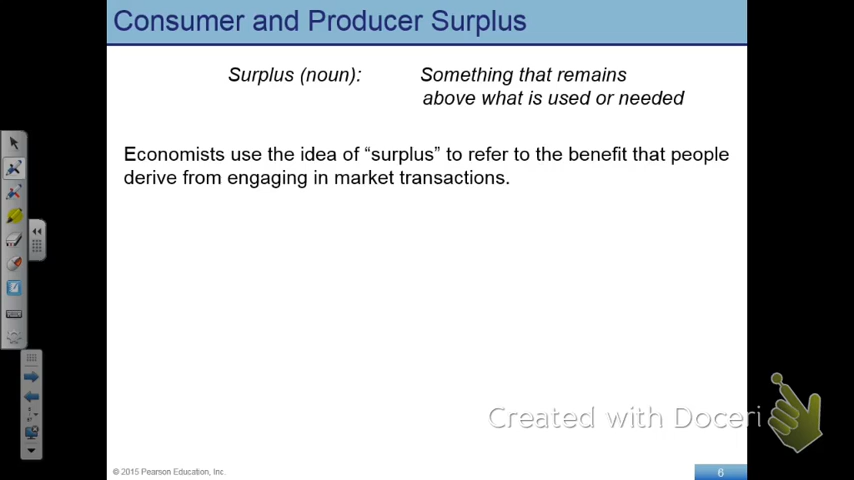 Consumer and Producer Surplus
Surplus (noun): Something that remains
above what is used or needed
Economists use the idea of “surplus” to refer to the benefit that people
derive from engaging in market transactions.
Created with Doceri
© 2015 Pearson Education, Inc.
6